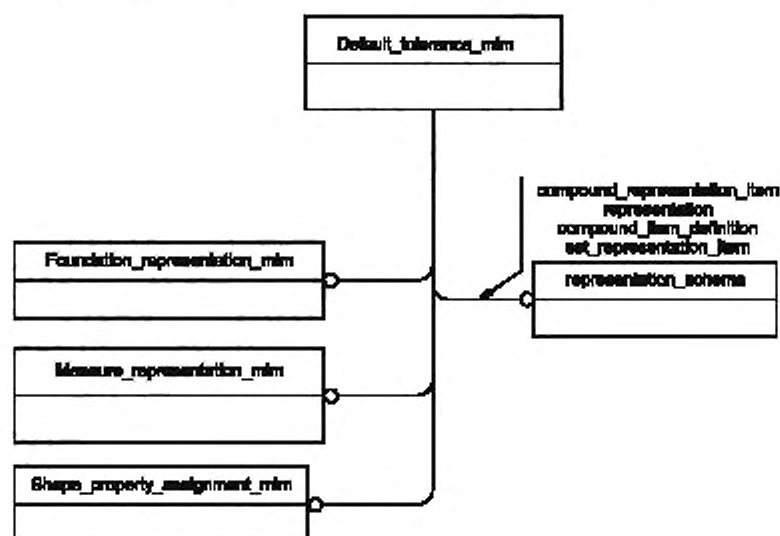 Default_tolerance_mim
compound_representation_item
representation
compound_item_definition
set_representation_item
Foundation_representation_mim
representation_schema
Measure_representation_mim
Shape_property_assignment_mim